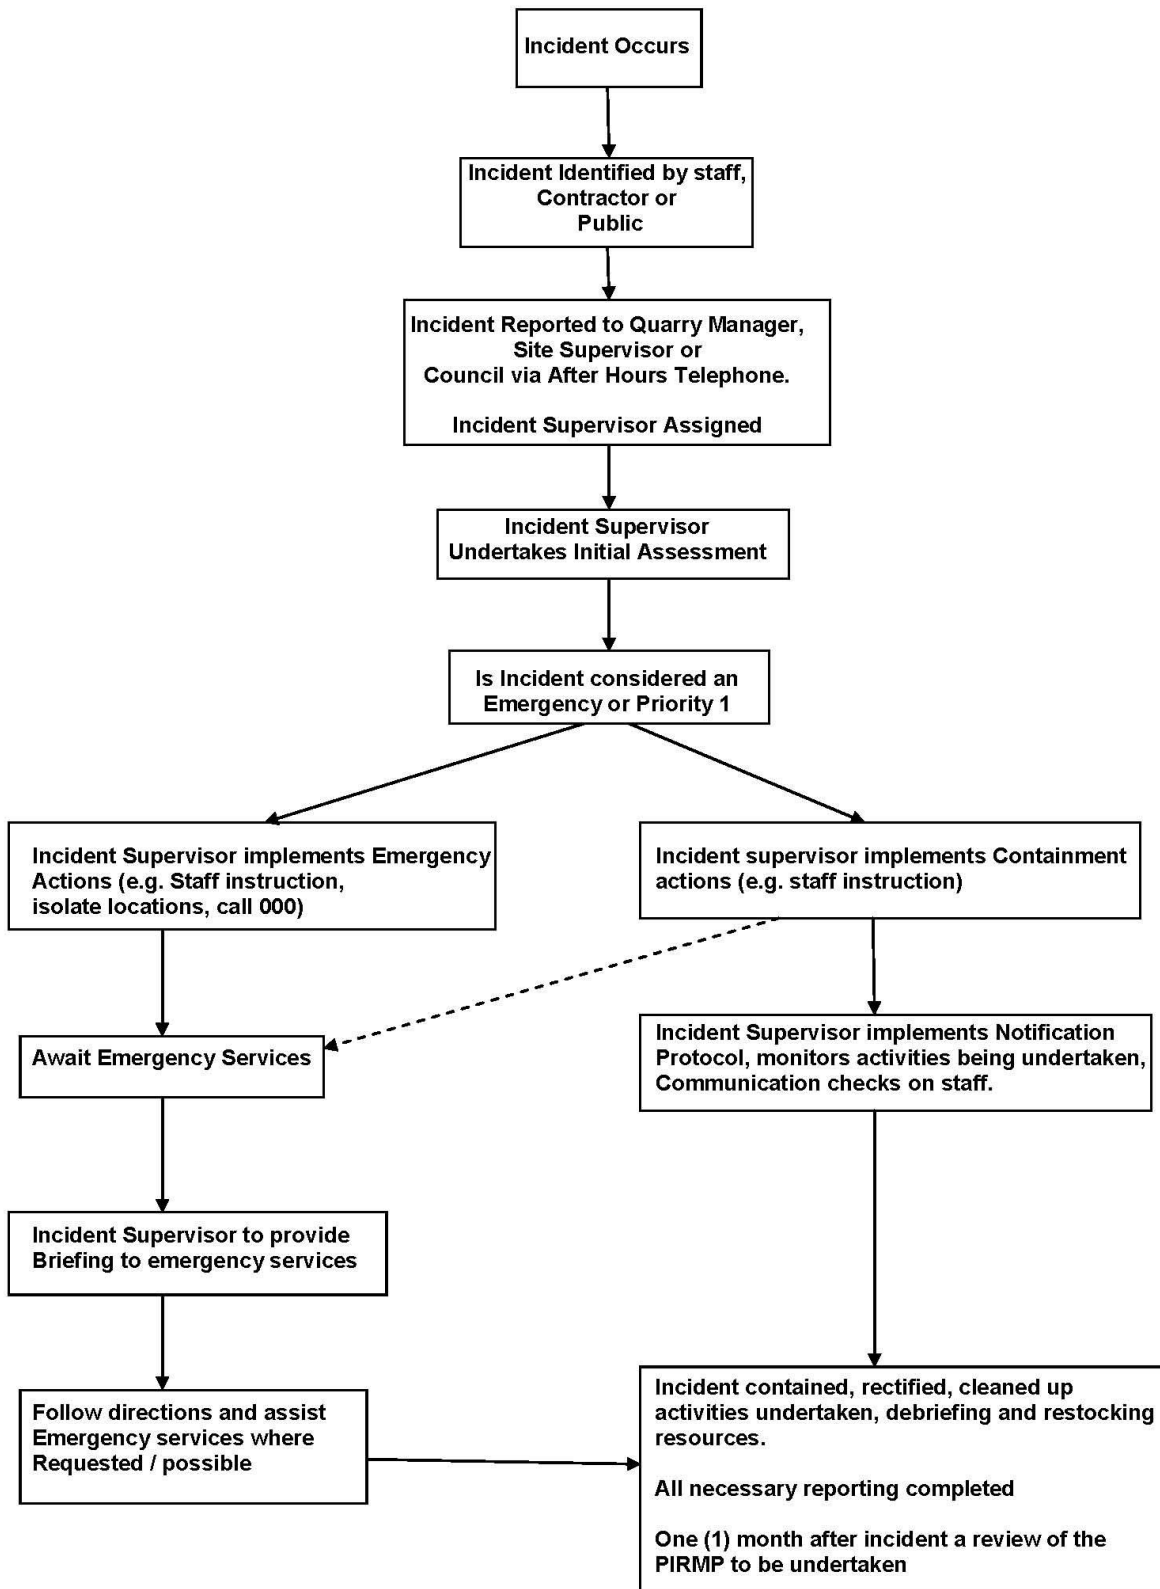 Incident Occurs
Incident Identified by staff,
Contractor or
Public
Incident Reported to Quarry Manager,
Site Supervisor or
Council via After Hours Telephone.
Incident Supervisor Assigned
Incident Supervisor
Undertakes Initial Assessment
Is Incident considered an
Emergency or Priority 1
Incident Supervisor implements Emergency
Actions (e.g. Staff instruction,
isolate locations, call 000)
Incident supervisor implements Containment
actions (e.g. staff instruction)
Await Emergency Services
Incident Supervisor implements Notification
Protocol, monitors activities being undertaken,
Communication checks on staff.
Incident Supervisor to provide
Briefing to emergency services
Follow directions and assist
Emergency services where
Requested / possible
Incident contained, rectified, cleaned up
activities undertaken, debriefing and restocking
resources.
All necessary reporting completed
One (1) month after incident a review of the
PIRMP to be undertaken